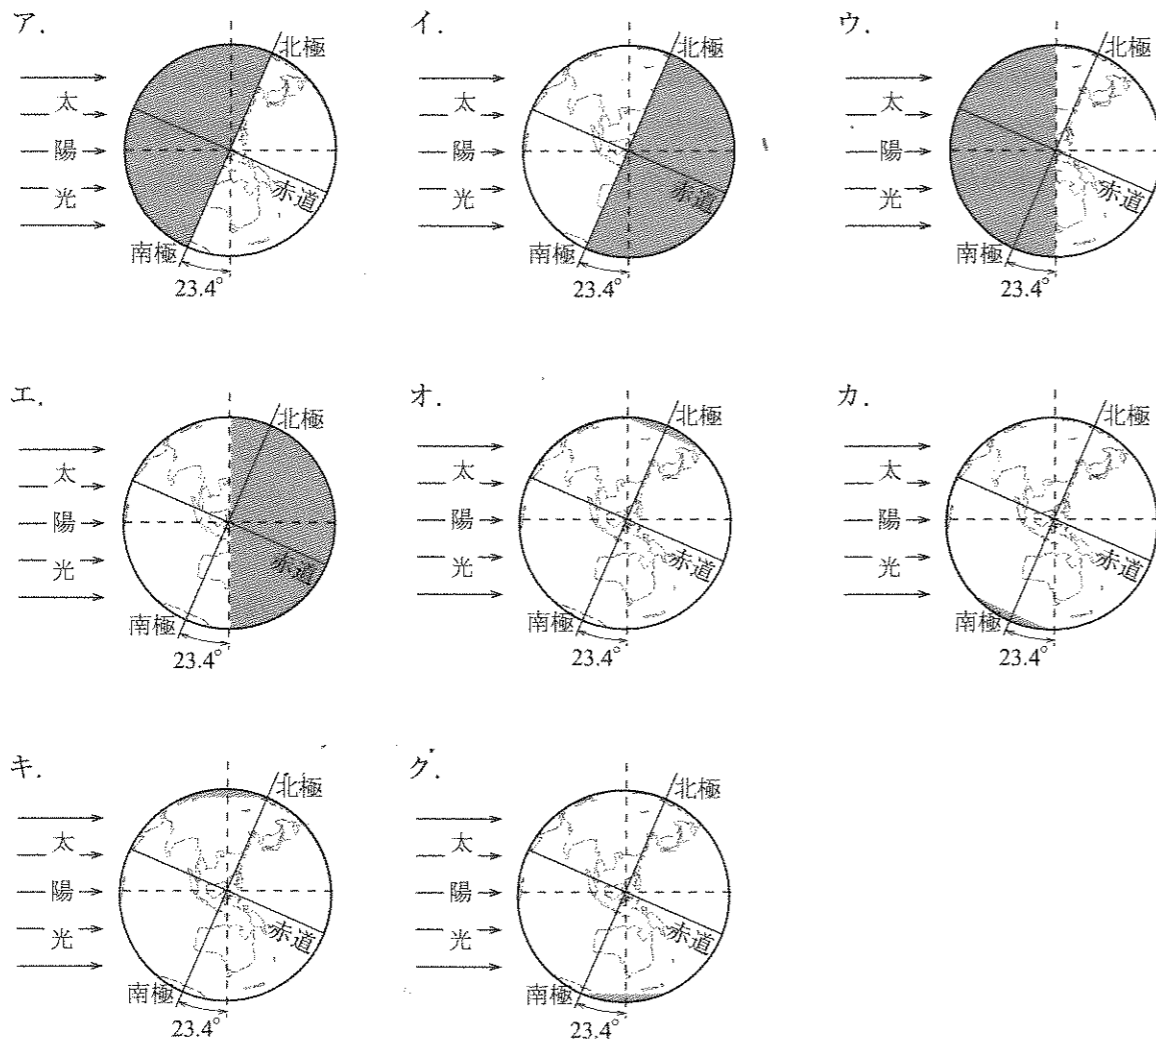 ア.
北極
太
陽
光
赤道
南極
23.4°
イ.
北極
太
陽
光
赤道
南極
23.4°
ウ.
北極
太
陽
光
赤道
南極
23.4°
エ.
北極
太
陽
光
赤道
南極
23.4°
オ.
北極
太
陽
光
赤道
南極
23.4°
カ.
北極
太
陽
光
赤道
南極
23.4°
キ.
北極
太
陽
光
赤道
南極
23.4°
ク.
北極
太
陽
光
赤道
南極
23.4°